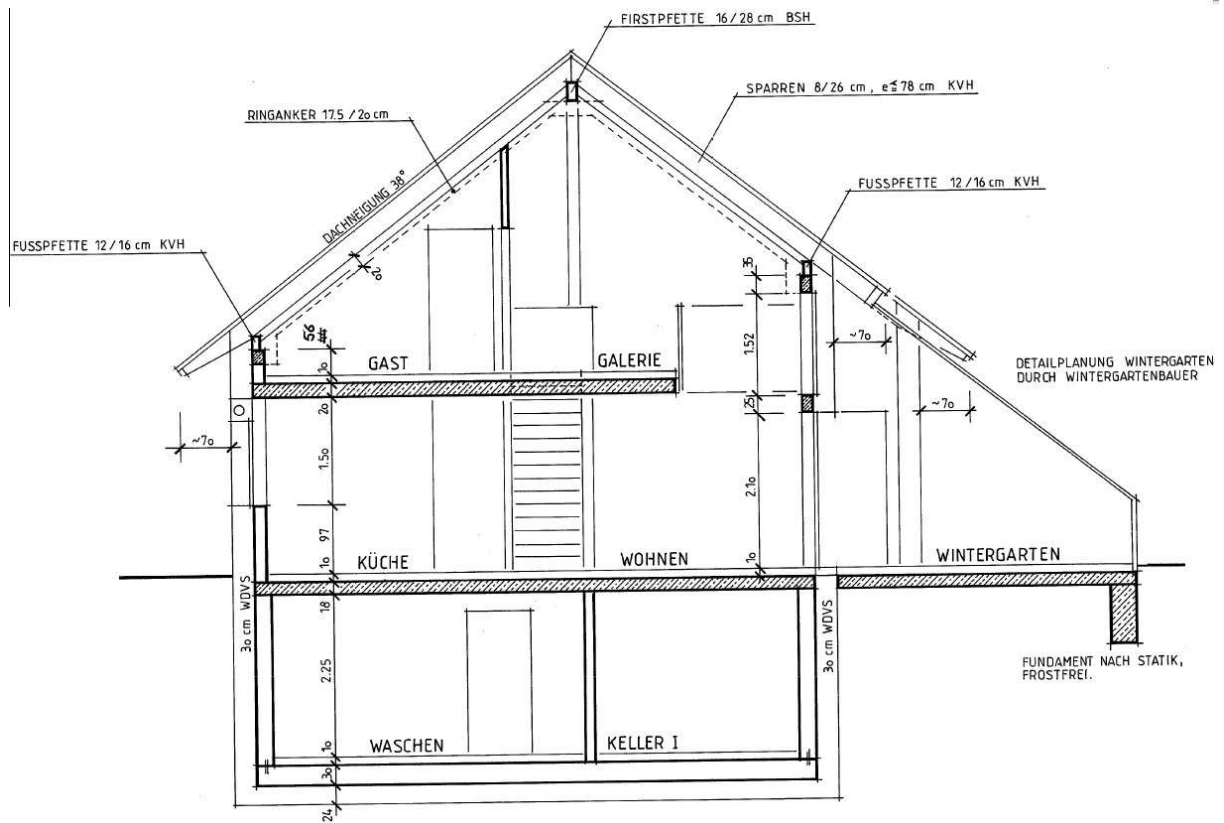 FIRSTPFETTE 16/28 cm BSH
SPARREN 8/26 cm, e≦78 cm KVH
RINGANKER 17.5/20 cm
FUSSPFETTE 12/16 cm KVH
DACHNEIGUNG 38°
FUSSPFETTE 12/16 cm KVH
20
35
56
1.52
~70
GAST
GALERIE
10
DETAILPLANUNG WINTERGARTEN
DURCH WINTERGARTENBAUER
20
25
~70
~70
1.50
2.10
97
KÜCHE
WOHNEN
WINTERGARTEN
10
10
18
30 cm WDVS
30 cm WDVS
2.25
FUNDAMENT NACH STATIK,
FROSTFREI.
WASCHEN
KELLER I
10
30
24